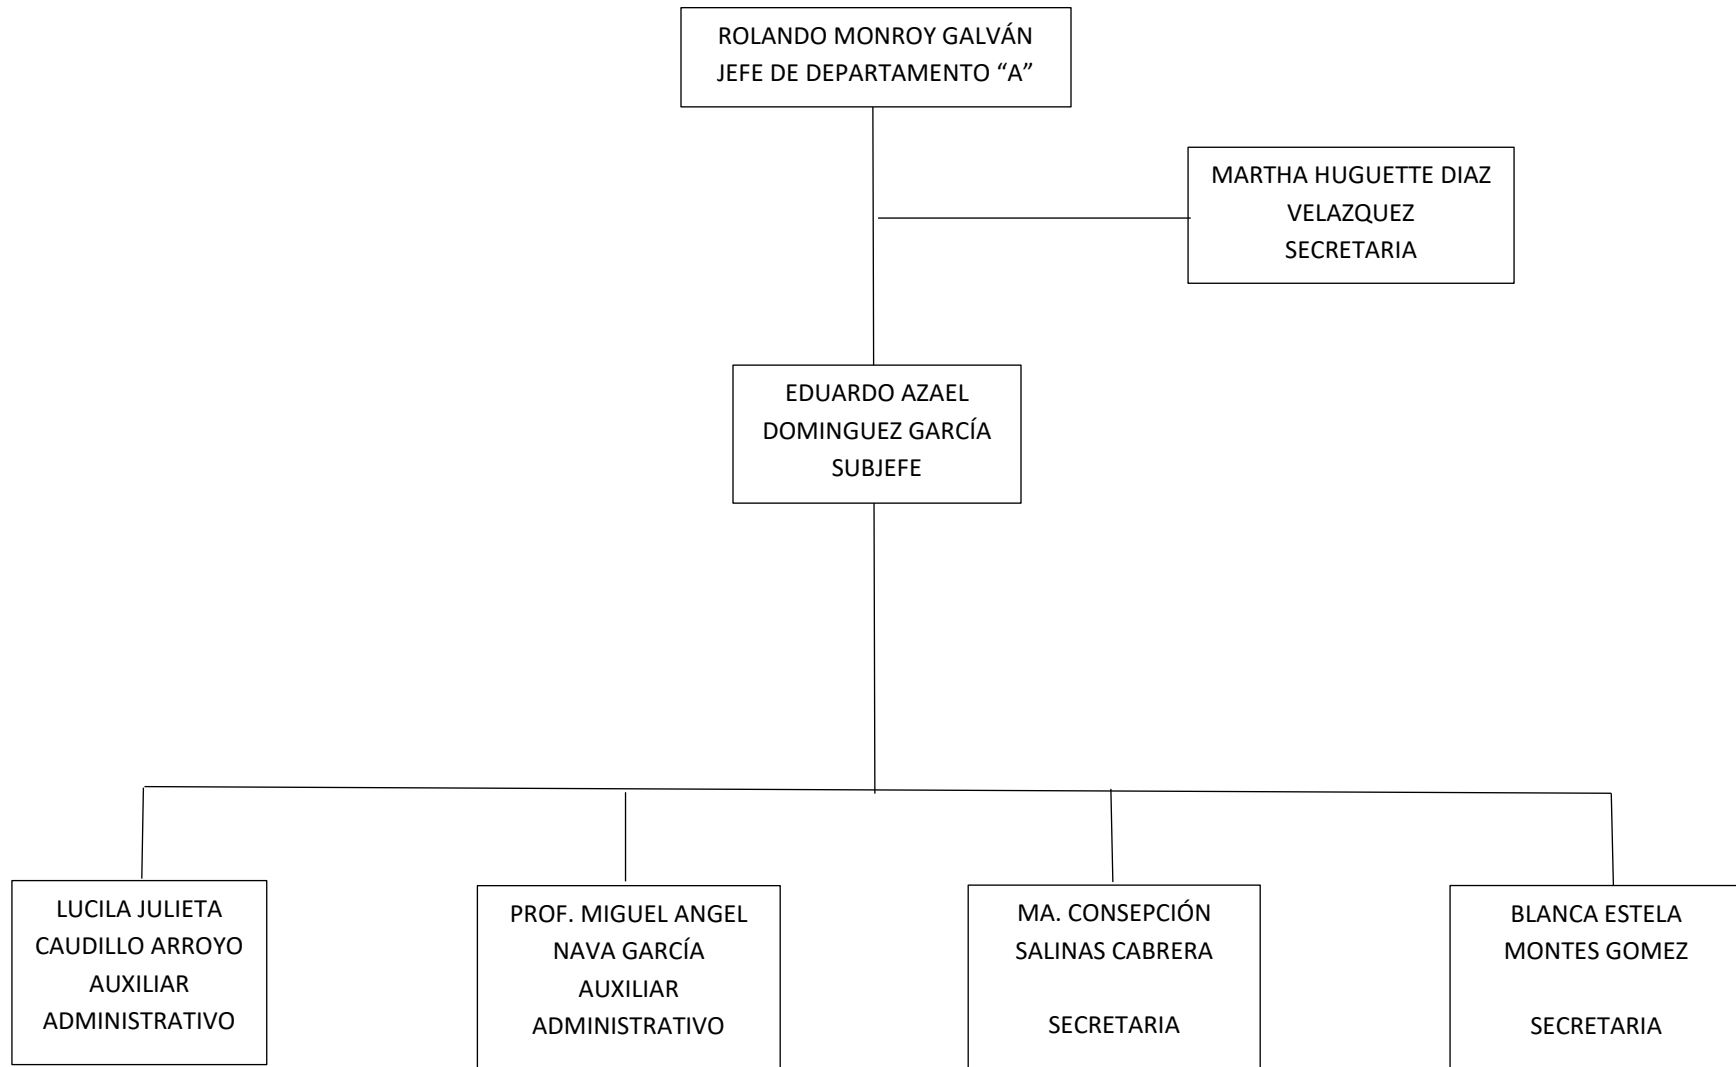 ROLANDO MONROY GALVÁN
JEFE DE DEPARTAMENTO “A”
MARTHA HUGUETTE DIAZ
VELAZQUEZ
SECRETARIA
EDUARDO AZAEL
DOMINGUEZ GARCÍA
SUBJEFE
LUCILA JULIETA
CAUDILLO ARROYO
AUXILIAR
ADMINISTRATIVO
PROF. MIGUEL ANGEL
NAVA GARCÍA
AUXILIAR
ADMINISTRATIVO
MA. CONSEPCIÓN
SALINAS CABRERA
SECRETARIA
BLANCA ESTELA
MONTES GOMEZ
SECRETARIA